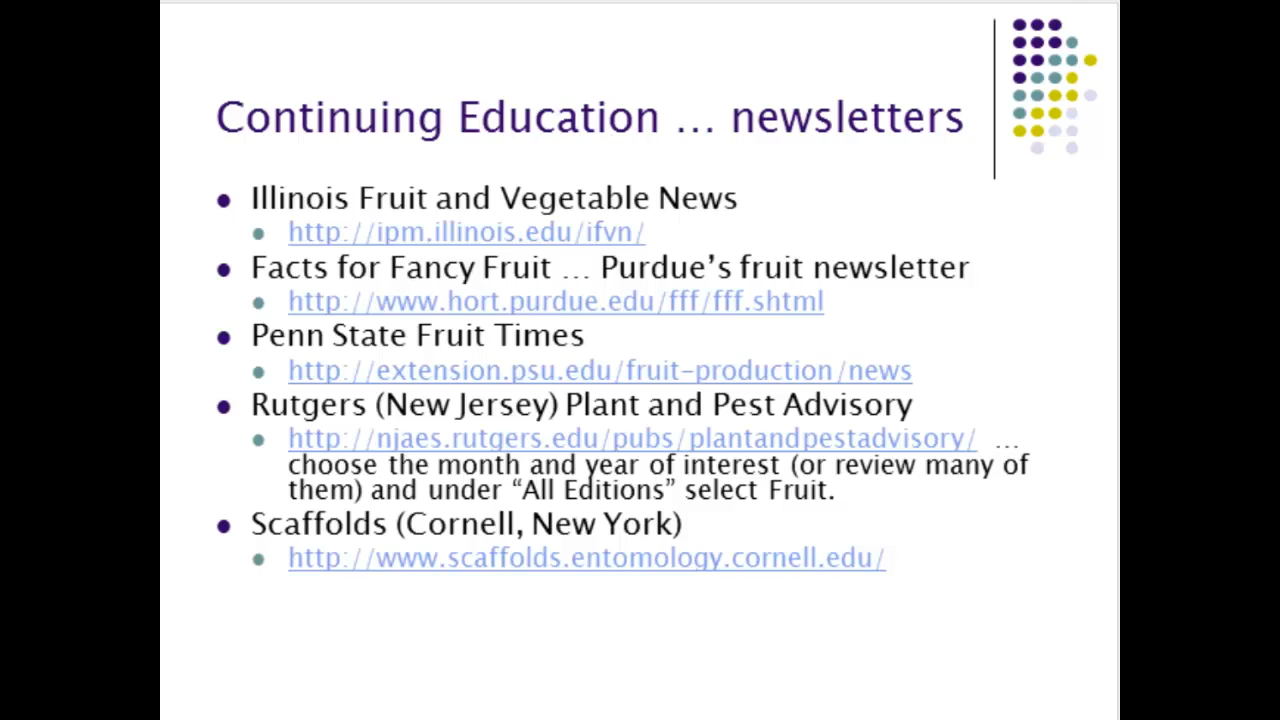 Continuing Education … newsletters
Illinois Fruit and Vegetable News
http://ipm.illinois.edu/ifvn/
Facts for Fancy Fruit … Purdue’s fruit newsletter
http://www.hort.purdue.edu/fff/fff.shtml
Penn State Fruit Times
http://extension.psu.edu/fruit-production/news
Rutgers (New Jersey) Plant and Pest Advisory
http://njaes.rutgers.edu/pubs/plantandpestadvisory/ …
choose the month and year of interest (or review many of
them) and under “All Editions” select Fruit.
Scaffolds (Cornell, New York)
http://www.scaffolds.entomology.cornell.edu/